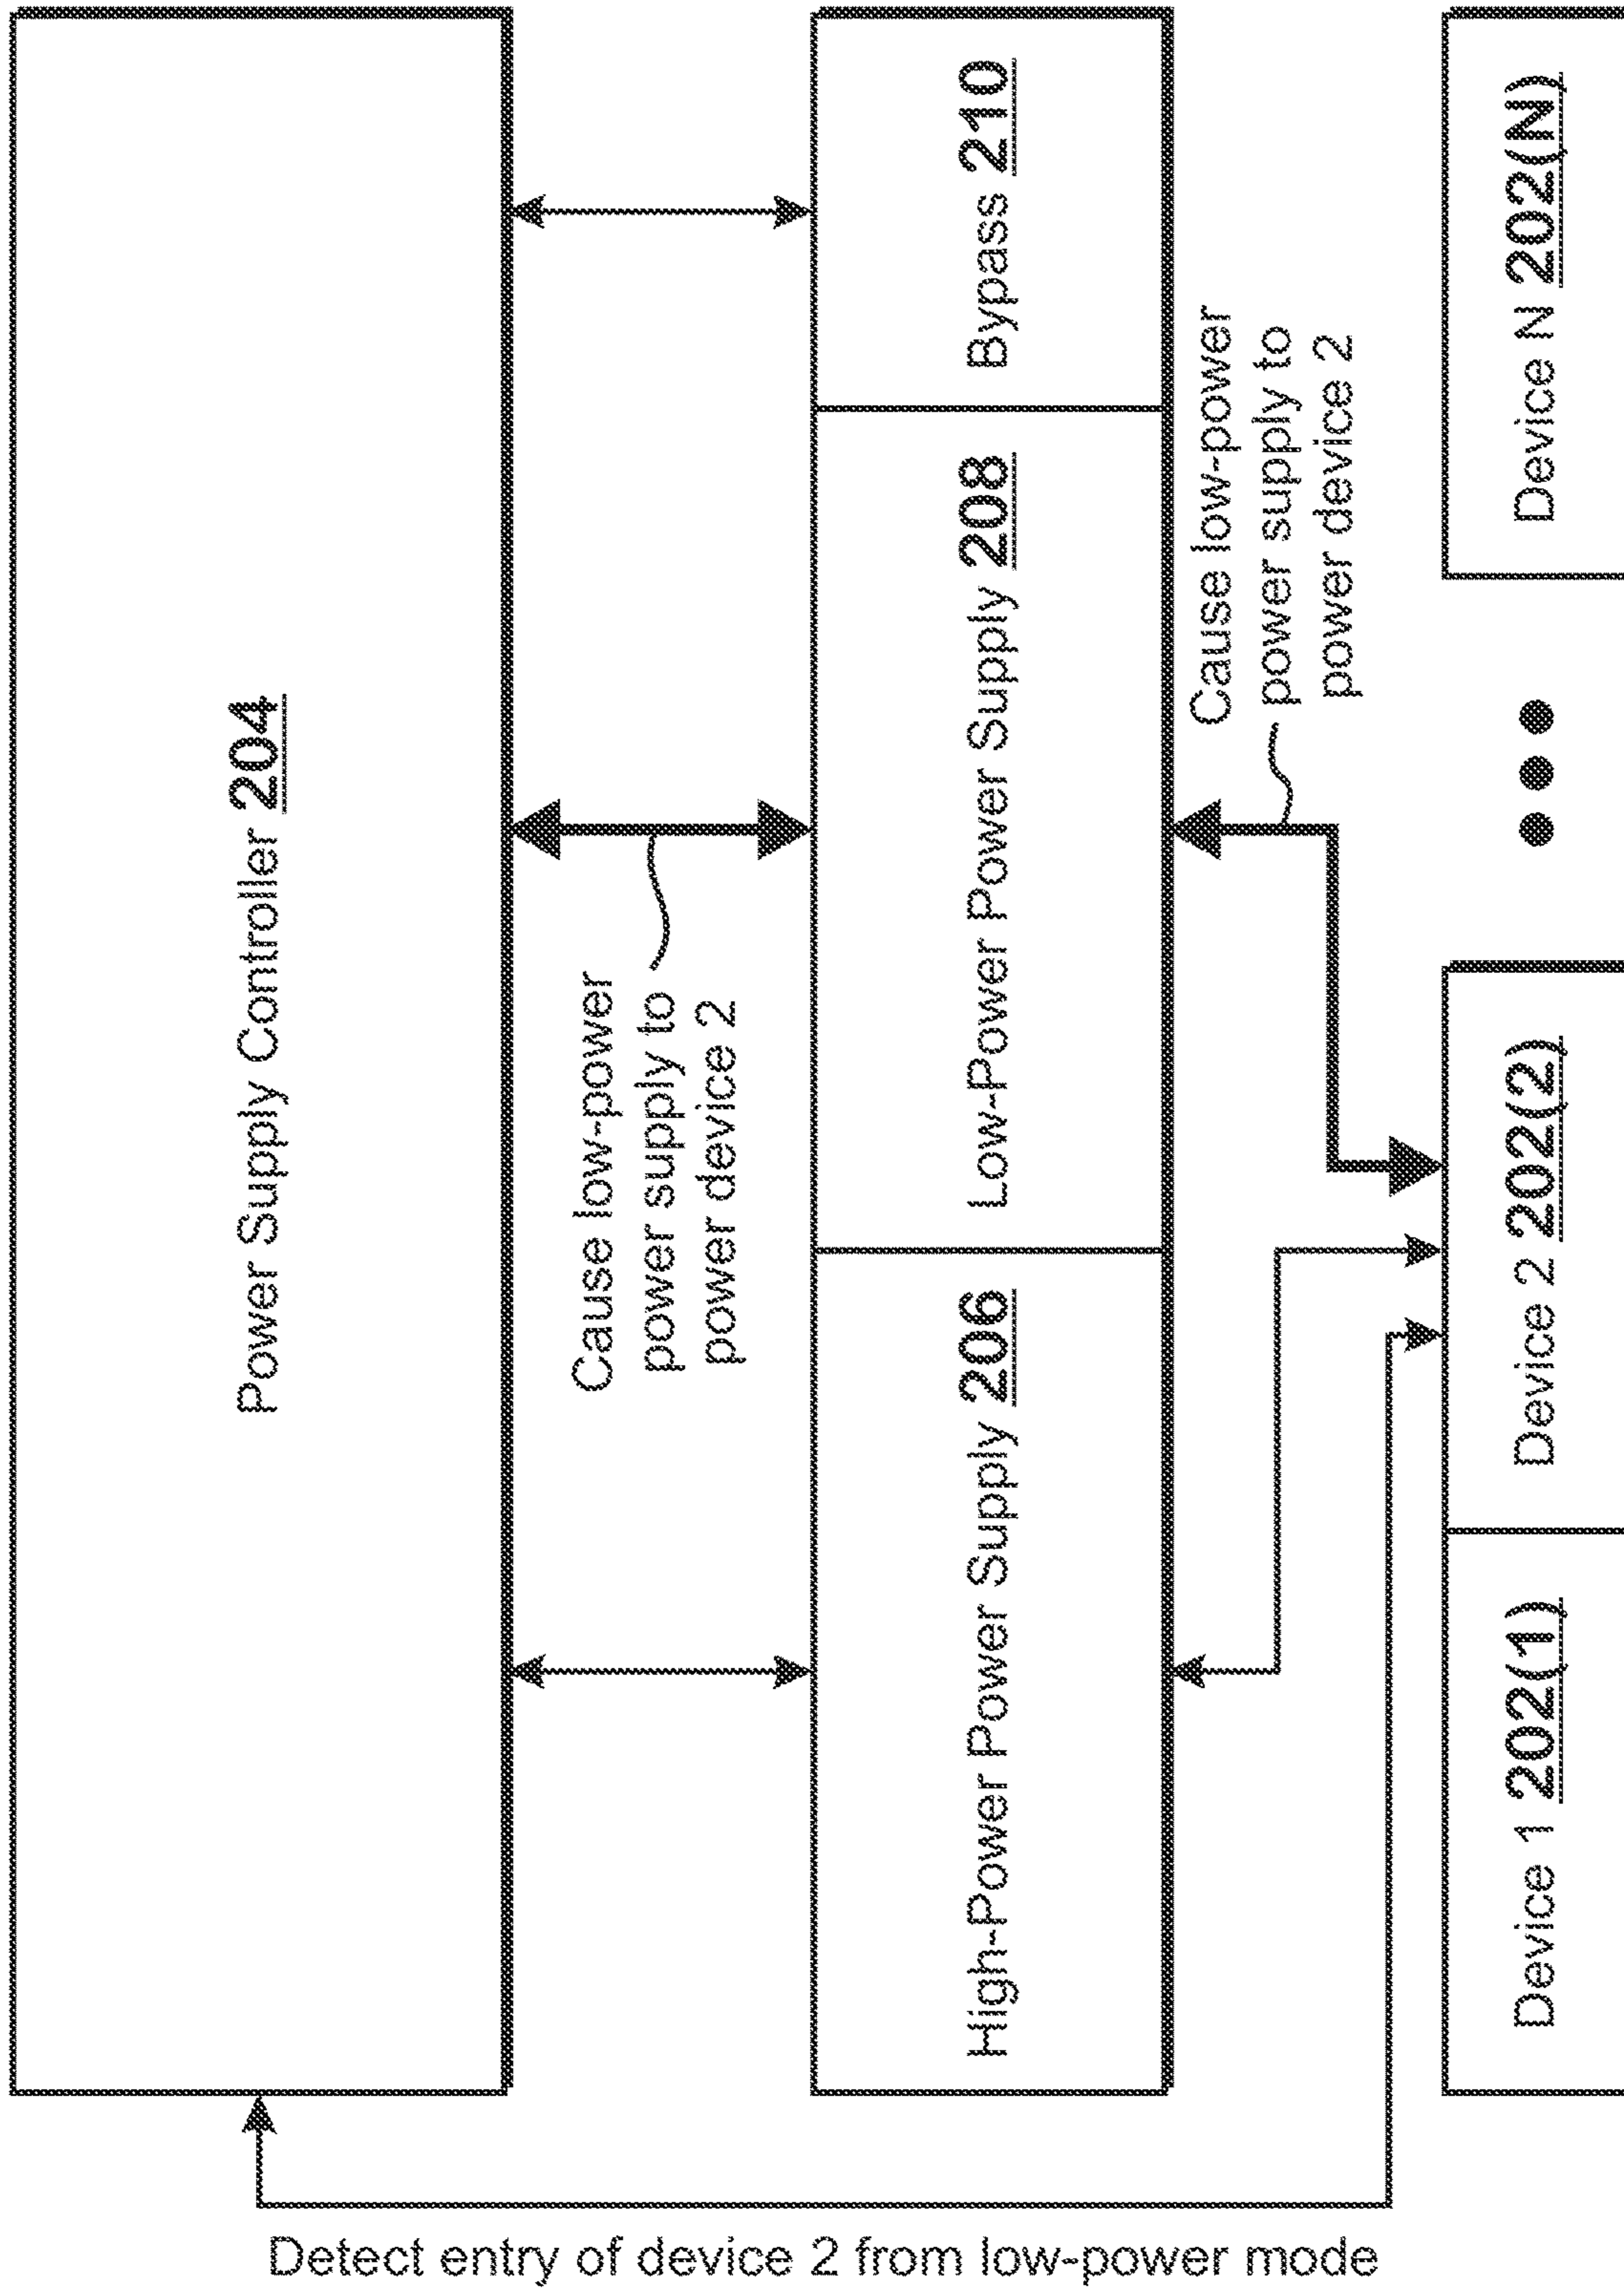 Power Supply Controller 204
Cause low-power
power supply to
power device 2
High-Power Power Supply 206
Low-Power Power Supply 208
Bypass 210
Cause low-power
power supply to
power device 2
Device 1 202(1)
Device 2 202(2)
Device N 202(N)
Detect entry of device 2 from low-power mode